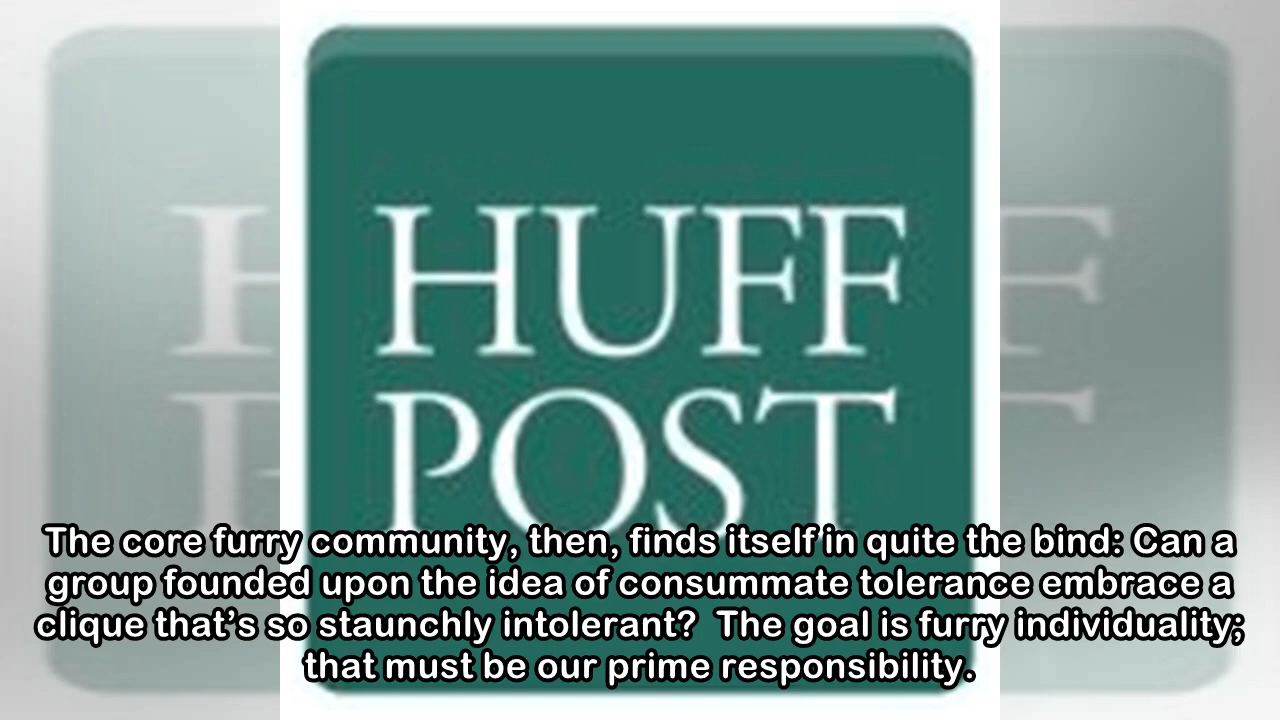 HUFF
POST
The core furry community, then, finds itself in quite the bind: Can a
group founded upon the idea of consummate tolerance embrace a
clique that’s so staunchly intolerant?  The goal is furry individuality;
that must be our prime responsibility.